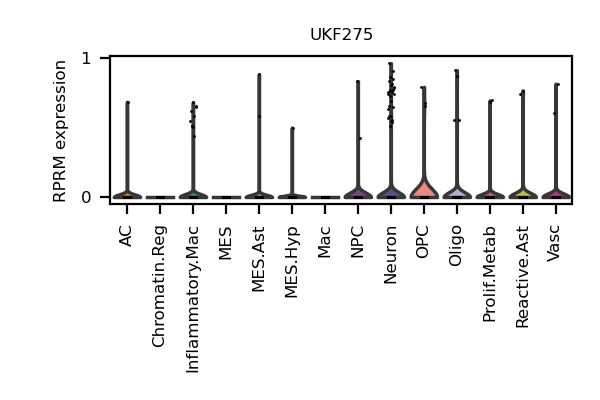 UKF275
RPRM expression
1
0
AC
Chromatin.Reg
Inflammatory.Mac
MES
MES.Ast
MES.Hyp
Mac
NPC
Neuron
OPC
Oligo
Prolif.Metab
Reactive.Ast
Vasc